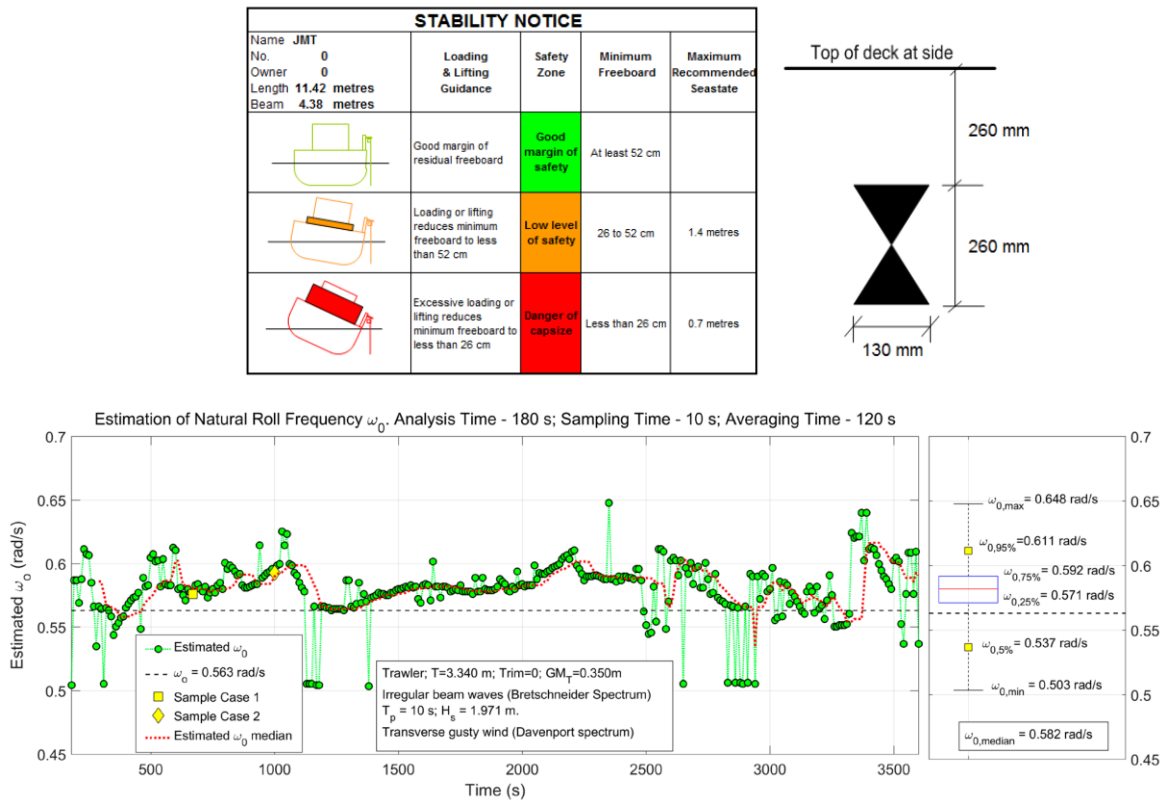 STABILITY NOTICE
Name JMT
No. 0
Owner 0
Length 11.42 metres
Beam 4.38 metres
Loading
& Lifting
Guidance
Safety
Zone
Minimum
Freeboard
Maximum
Recommended
Seastate
Good margin of
residual freeboard
Good
margin of
safety
At least 52 cm
Loading or lifting
reduces minimum
freeboard to less
than 52 cm
Low level
of safety
26 to 52 cm
1.4 metres
Excessive loading or
lifting reduces
minimum freeboard to
less than 26 cm
Danger of
capsize
Less than 26 cm
0.7 metres
Top of deck at side
260 mm
260 mm
130 mm
Estimation of Natural Roll Frequency ω0. Analysis Time - 180 s; Sampling Time - 10 s; Averaging Time - 120 s
Estimated ωo (rad/s)
0.7
0.65
0.6
0.55
0.5
0.45
500
1000
1500
2000
2500
3000
3500
Time (s)
Estimated ω0
ωo = 0.563 rad/s
Sample Case 1
Sample Case 2
Estimated ω0 median
Trawler; T=3.340 m; Trim=0; GMT=0.350m
Irregular beam waves (Bretschneider Spectrum)
Tp = 10 s; Hs = 1.971 m.
Transverse gusty wind (Davenport spectrum)
ω0,max= 0.648 rad/s
ω0,95%=0.611 rad/s
ω0,75%= 0.592 rad/s
ω0,25%= 0.571 rad/s
ω0,5%= 0.537 rad/s
ω0,min= 0.503 rad/s
ω0,median = 0.582 rad/s
0.7
0.65
0.6
0.55
0.5
0.45